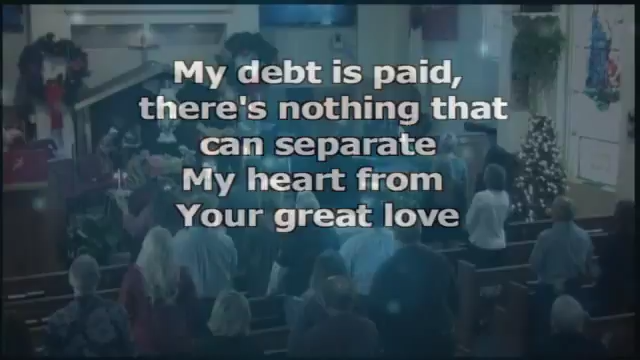 My debt is paid,
there's nothing that
can separate
My heart from
Your great love